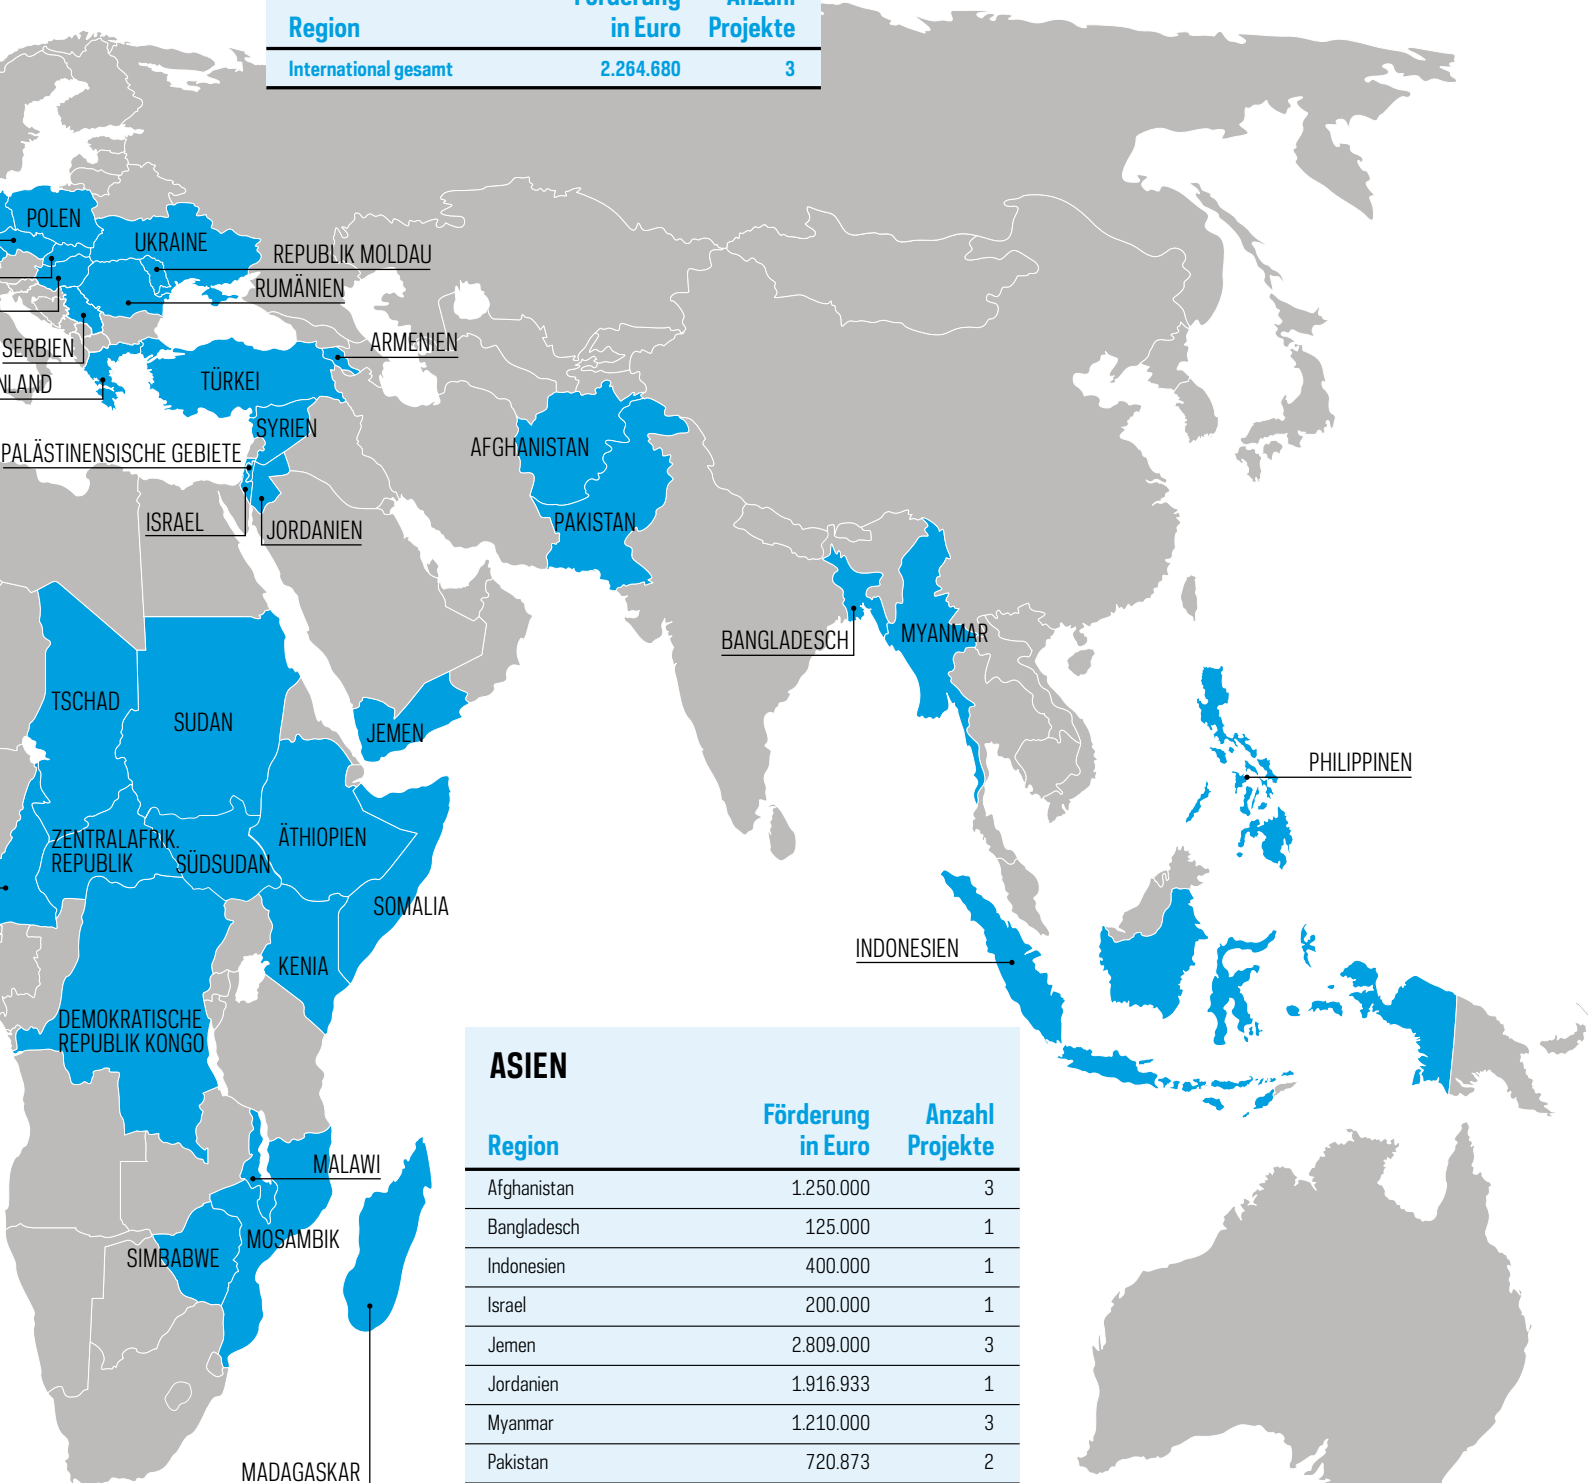 Förderung Anzahl
Region in Euro Projekte
International gesamt 2.264.680 3
POLEN
UKRAINE
REPUBLIK MOLDAU
RUMÄNIEN
SERBIEN
ARMENIEN
NLAND
TÜRKEI
SYRIEN
AFGHANISTAN
PALÄSTINENSISCHE GEBIETE
ISRAEL
JORDANIEN
PAKISTAN
BANGLADESCH
MYANMAR
TSCHAD
SUDAN
JEMEN
PHILIPPINEN
ZENTRALAFRIK.
REPUBLIK
SÜDSUDAN
ÄTHIOPIEN
SOMALIA
INDONESIEN
KENIA
DEMOKRATISCHE
REPUBLIK KONGO
MALAWI
MOSAMBIK
SIMBABWE
MADAGASKAR
ASIEN
Förderung Anzahl
Region in Euro Projekte
Afghanistan 1.250.000 3
Bangladesch 125.000 1
Indonesien 400.000 1
Israel 200.000 1
Jemen 2.809.000 3
Jordanien 1.916.933 1
Myanmar 1.210.000 3
Pakistan 720.873 2